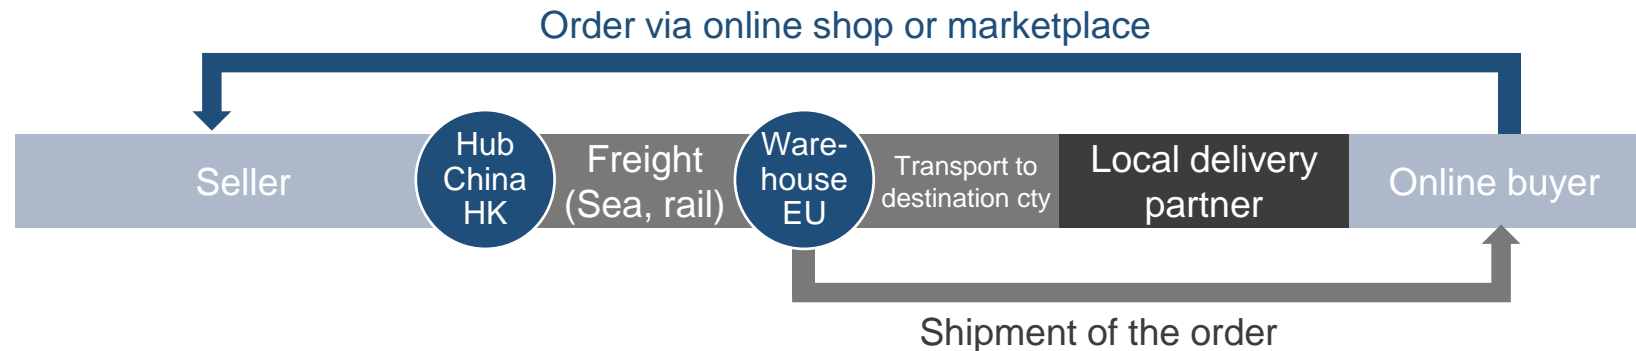 Order via online shop or marketplace
Seller
Hub
China
HK
Freight
(Sea, rail)
Ware-
house
EU
Transport to
destination cty
Local delivery
partner
Online buyer
Shipment of the order